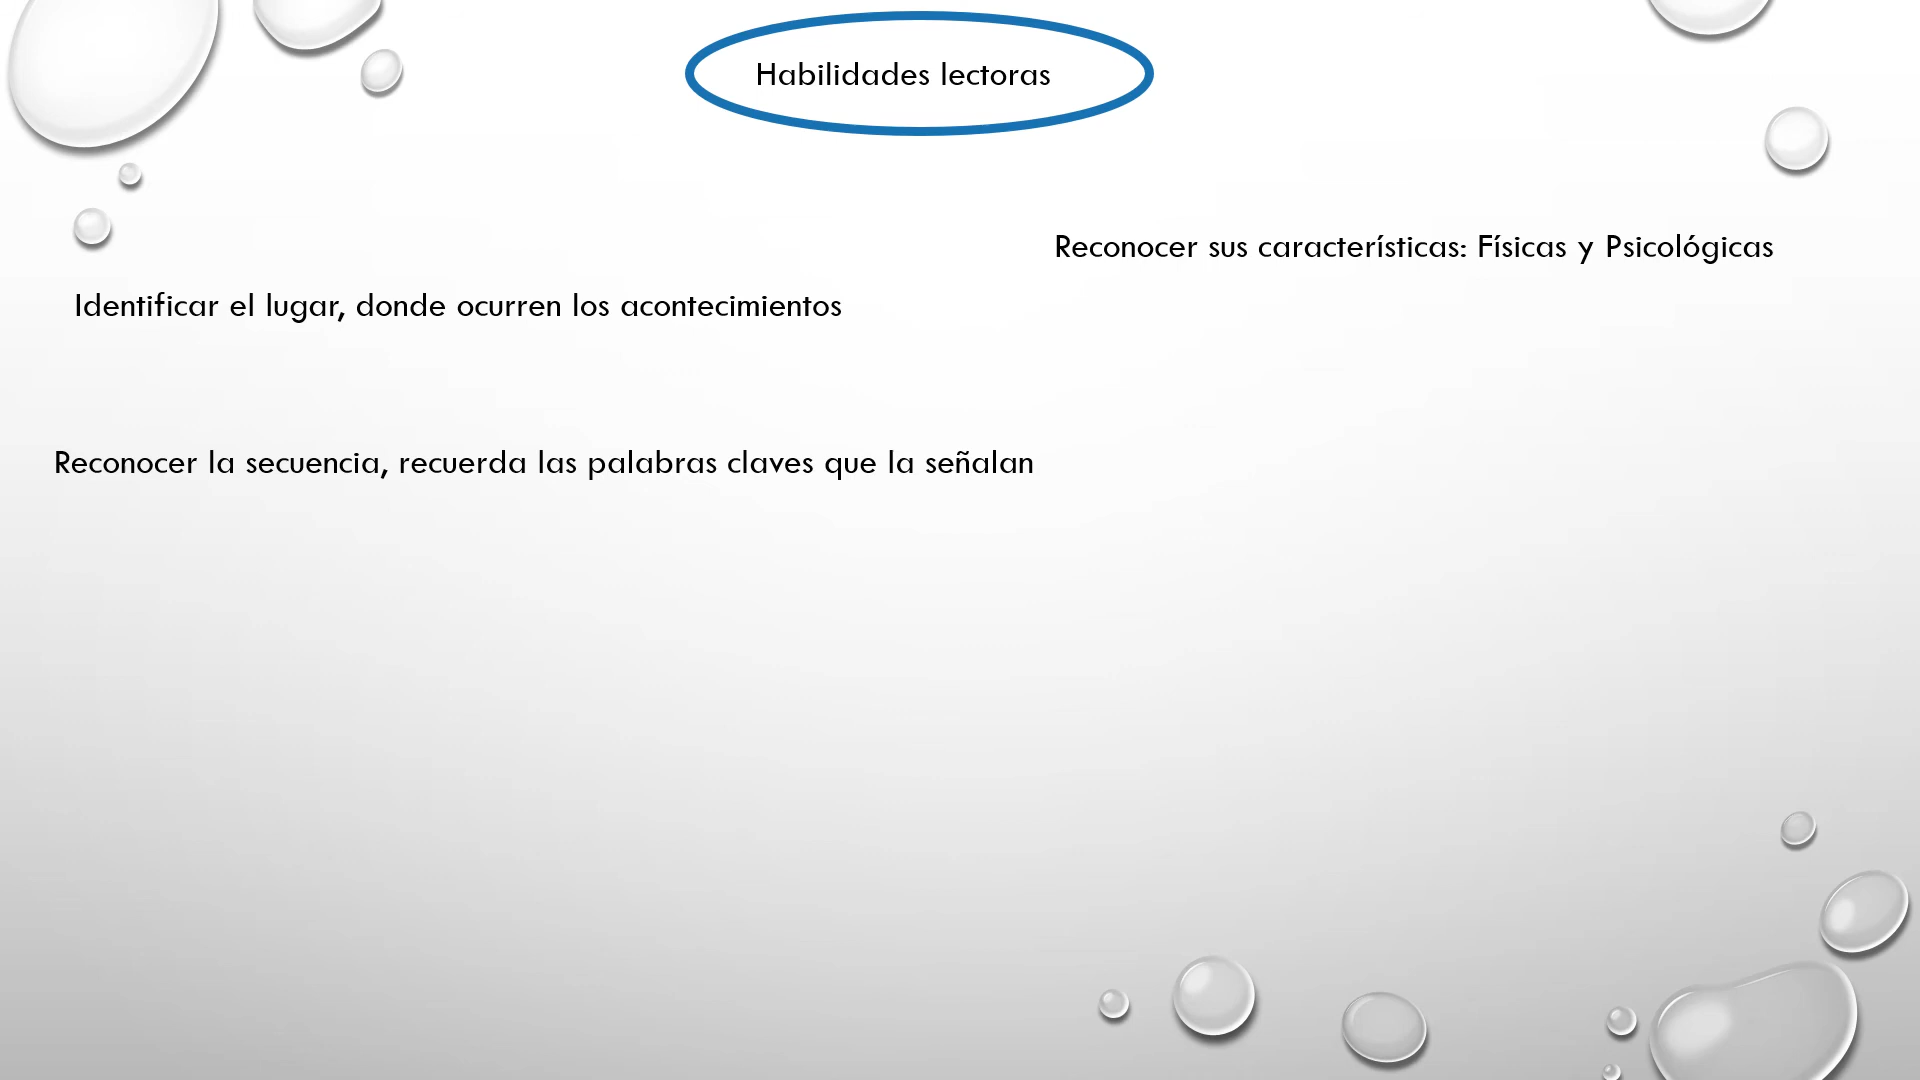 Habilidades lectoras
Reconocer sus características: Físicas y Psicológicas
Identificar el lugar, donde ocurren los acontecimientos
Reconocer la secuencia, recuerda las palabras claves que la señalan